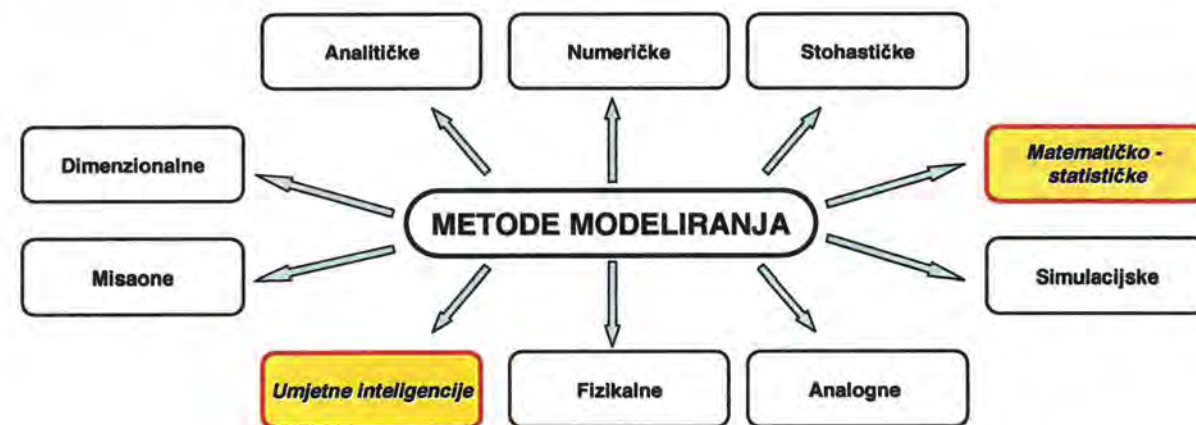 Analitičke
Numeričke
Stohastičke
Dimenzionalne
Matematičko -
statističke
METODE MODELIRANJA
Misaone
Simulacijske
Umjetne inteligencije
Fizikalne
Analogne